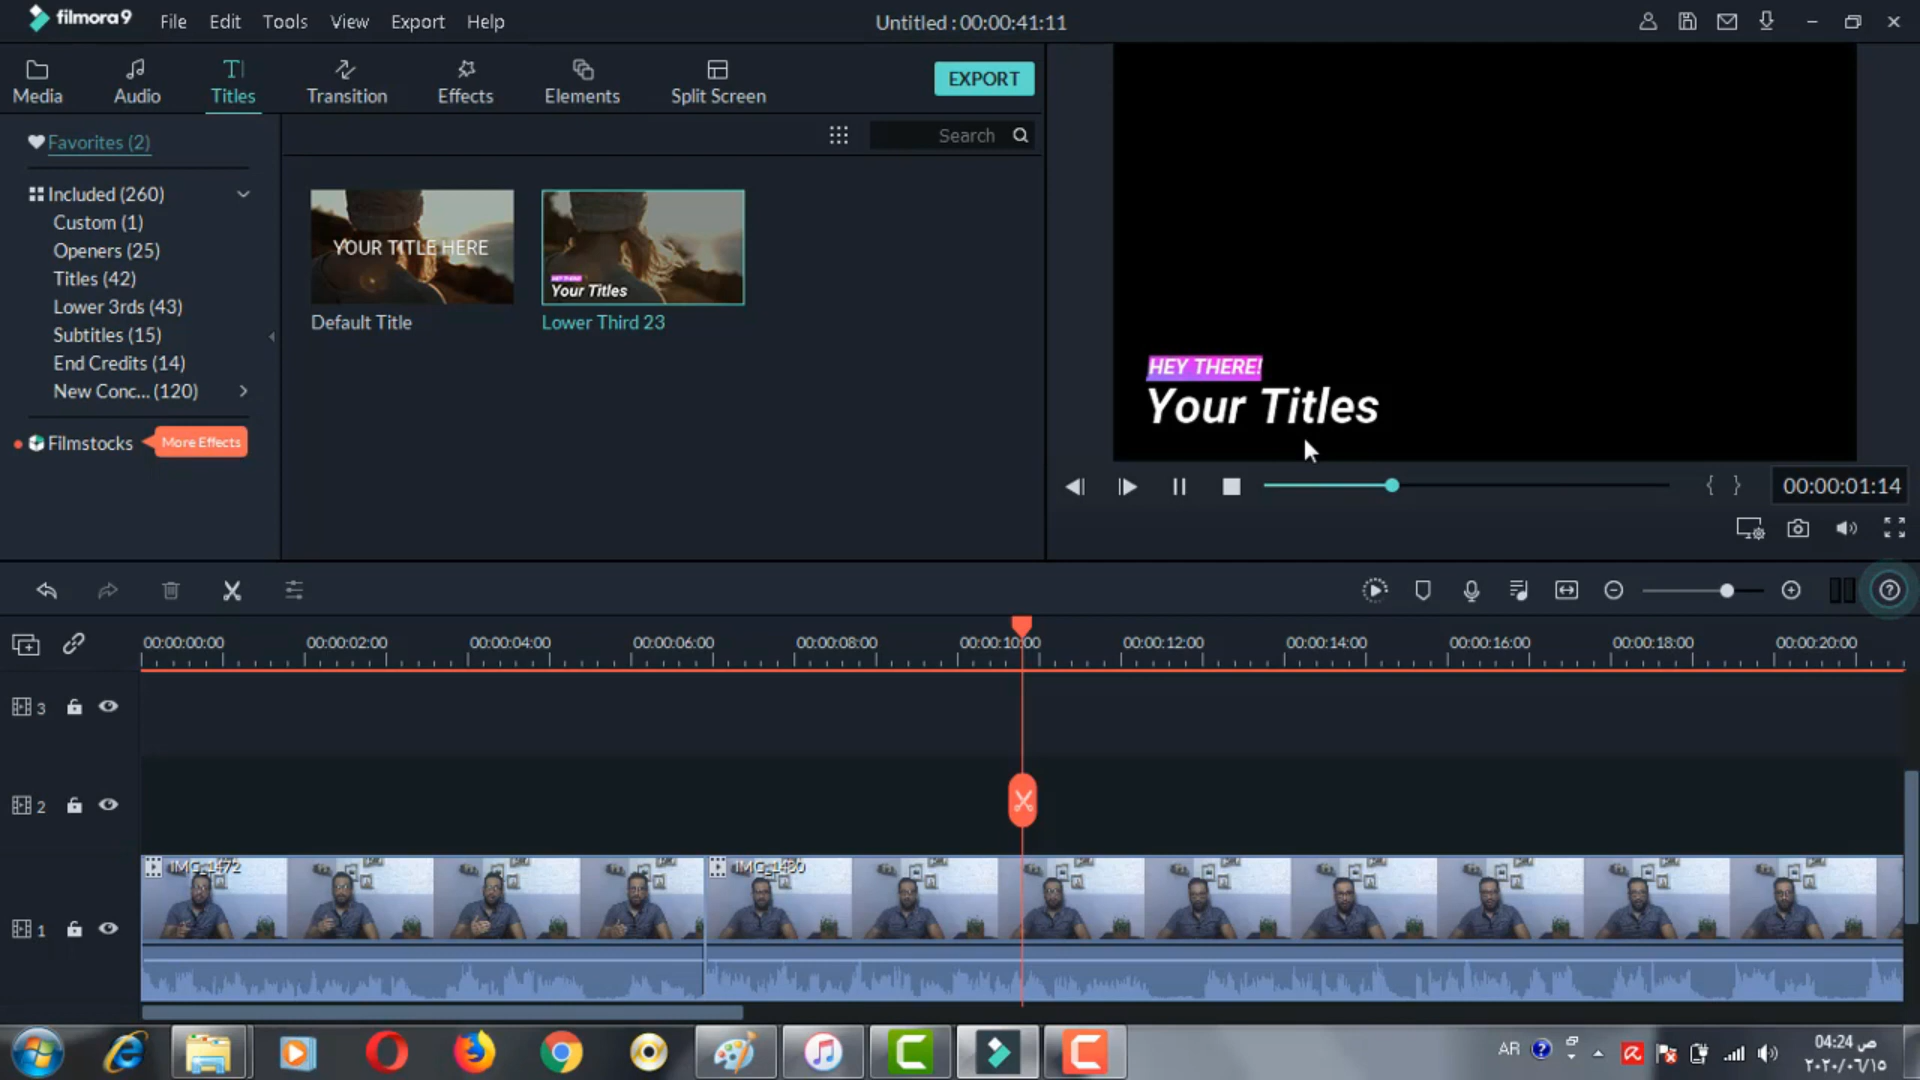 filmora9
File Edit Tools View Export Help
Untitled : 00:00:41:11
Media
Audio
Titles
Transition
Effects
Elements
Split Screen
EXPORT
Favorites (2)
Search
Included (260)
Custom (1)
Openers (25)
Titles (42)
Lower 3rds (43)
Subtitles (15)
End Credits (14)
New Conc... (120)
Filmstocks
More Effects
YOUR TITLE HERE
Default Title
HEY THERE!
Your Titles
Lower Third 23
HEY THERE!
Your Titles
{ }
00:00:01:14
00:00:00:00
00:00:02:00
00:00:04:00
00:00:06:00
00:00:08:00
00:00:10:00
00:00:12:00
00:00:14:00
00:00:16:00
00:00:18:00
00:00:20:00
3
2
IMG_1472
IMG_1480
1
AR
04:24 ص
٢٠٢٠/٠٦/١٥